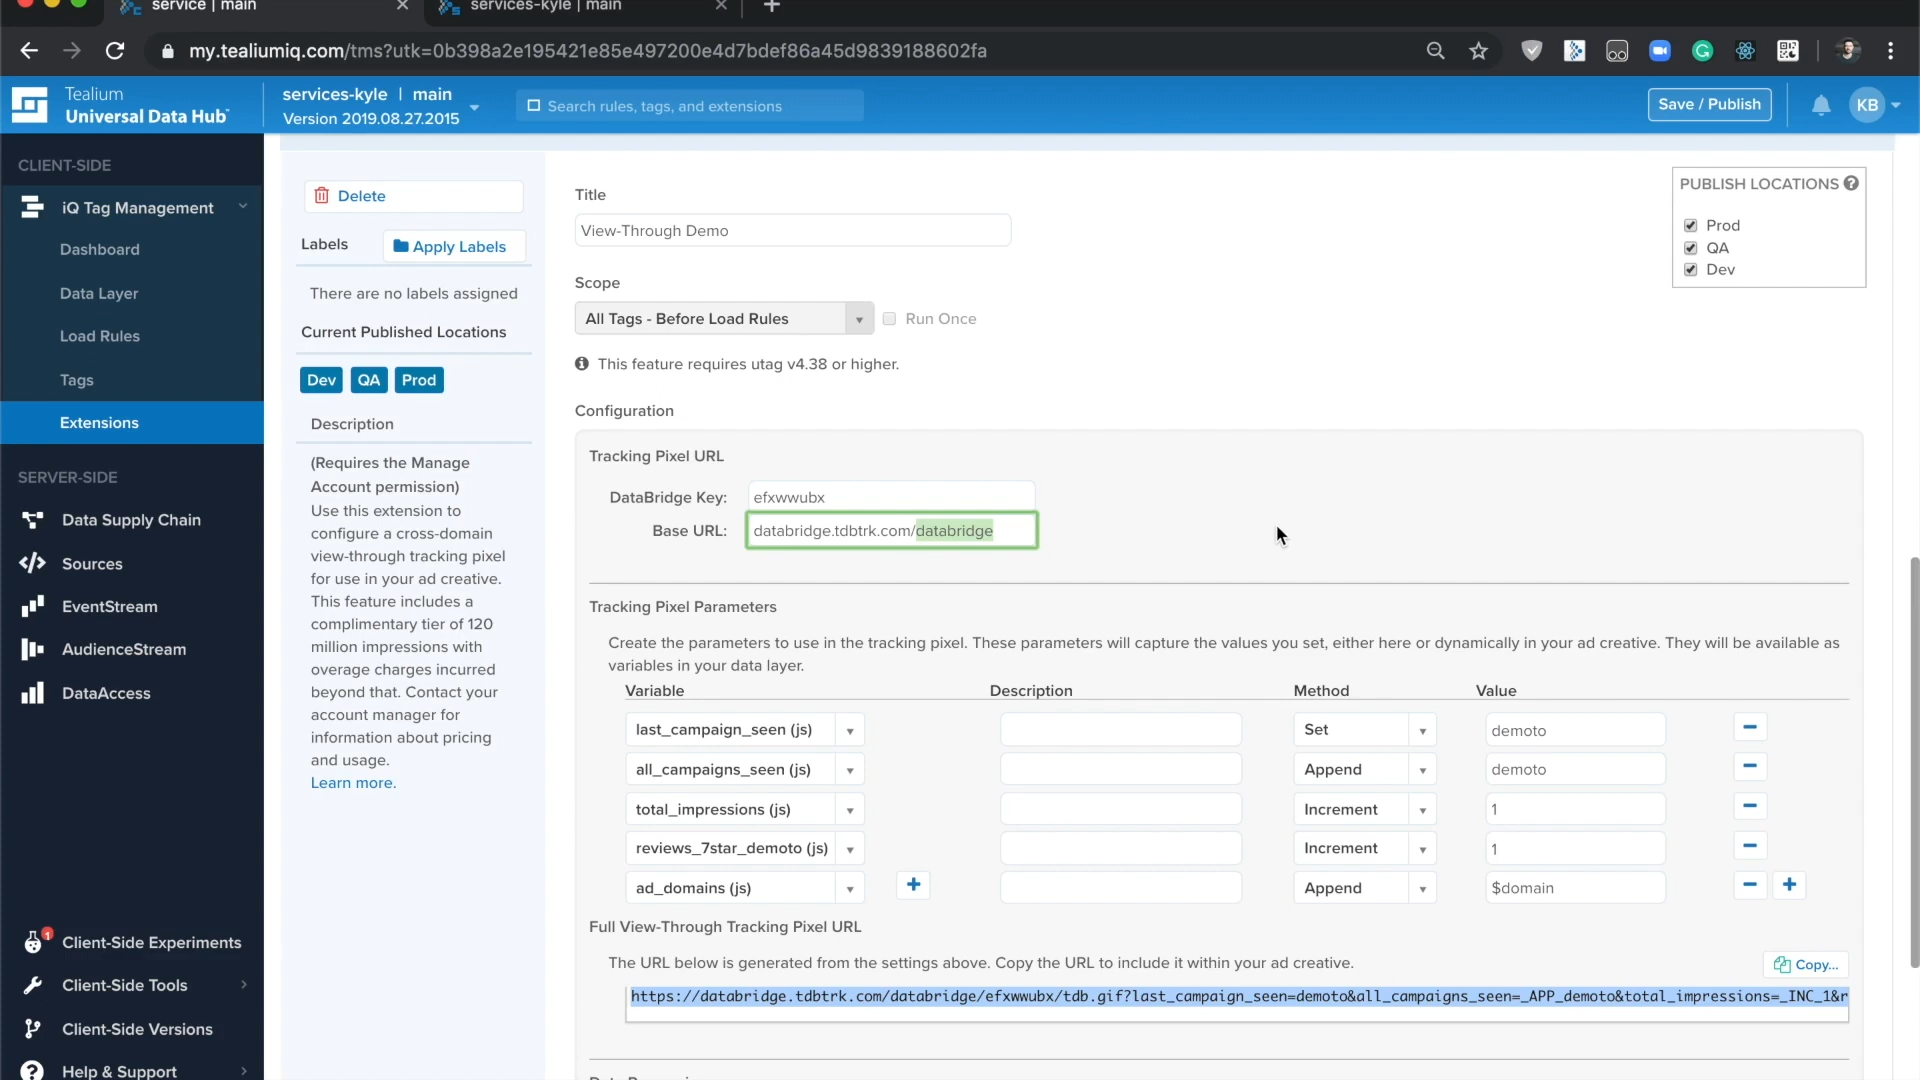 service | main
services-kyle | main
my.tealiumiq.com/tms?utk=0b398a2e195421e85e497200e4d7bdef86a45d9839188602fa
Tealium
Universal Data Hub™
services-kyle | main
Version 2019.08.27.2015
Search rules, tags, and extensions
Save / Publish
KB
CLIENT-SIDE
iQ Tag Management
Dashboard
Data Layer
Load Rules
Tags
Extensions
SERVER-SIDE
Data Supply Chain
Sources
EventStream
AudienceStream
DataAccess
1
Client-Side Experiments
Client-Side Tools
Client-Side Versions
Help & Support
Delete
Labels
Apply Labels
There are no labels assigned
Current Published Locations
Dev QA Prod
Description
(Requires the Manage
Account permission)
Use this extension to
configure a cross-domain
view-through tracking pixel
for use in your ad creative.
This feature includes a
complimentary tier of 120
million impressions with
overage charges incurred
beyond that. Contact your
account manager for
information about pricing
and usage.
Learn more.
Title
View-Through Demo
Scope
All Tags - Before Load Rules
Run Once
This feature requires utag v4.38 or higher.
PUBLISH LOCATIONS
Prod
QA
Dev
Configuration
Tracking Pixel URL
DataBridge Key: efxwwubx
Base URL: databridge.tdbtrk.com/databridge
Tracking Pixel Parameters
Create the parameters to use in the tracking pixel. These parameters will capture the values you set, either here or dynamically in your ad creative. They will be available as
variables in your data layer.
Variable Description Method Value
last_campaign_seen (js) Set demoto
all_campaigns_seen (js) Append demoto
total_impressions (js) Increment 1
reviews_7star_demoto (js) Increment 1
ad_domains (js) Append $domain
Full View-Through Tracking Pixel URL
The URL below is generated from the settings above. Copy the URL to include it within your ad creative.
Copy...
https://databridge.tdbtrk.com/databridge/efxwwubx/tdb.gif?last_campaign_seen=demoto&all_campaigns_seen=_APP_demoto&total_impressions=_INC_1&r